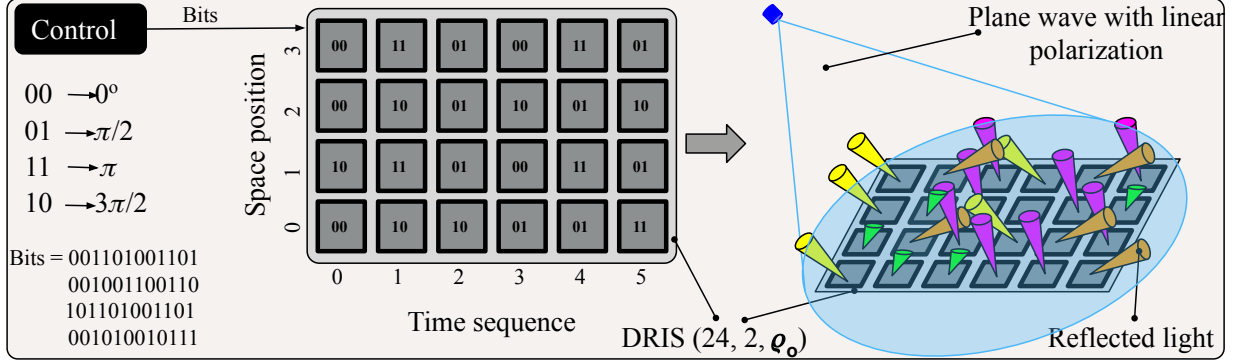 Control
Bits
00 →0°
01 →π/2
11 →π
10 →3π/2
Bits = 001101001101
001001100110
101101001101
001010010111
Space position
3
00 11 01 00 11 01
2
00 10 01 10 01 10
1
10 11 01 00 11 01
0
00 10 10 01 01 11
0 1 2 3 4 5
Time sequence
Plane wave with linear
polarization
DRIS (24, 2, ϱₒ)
Reflected light